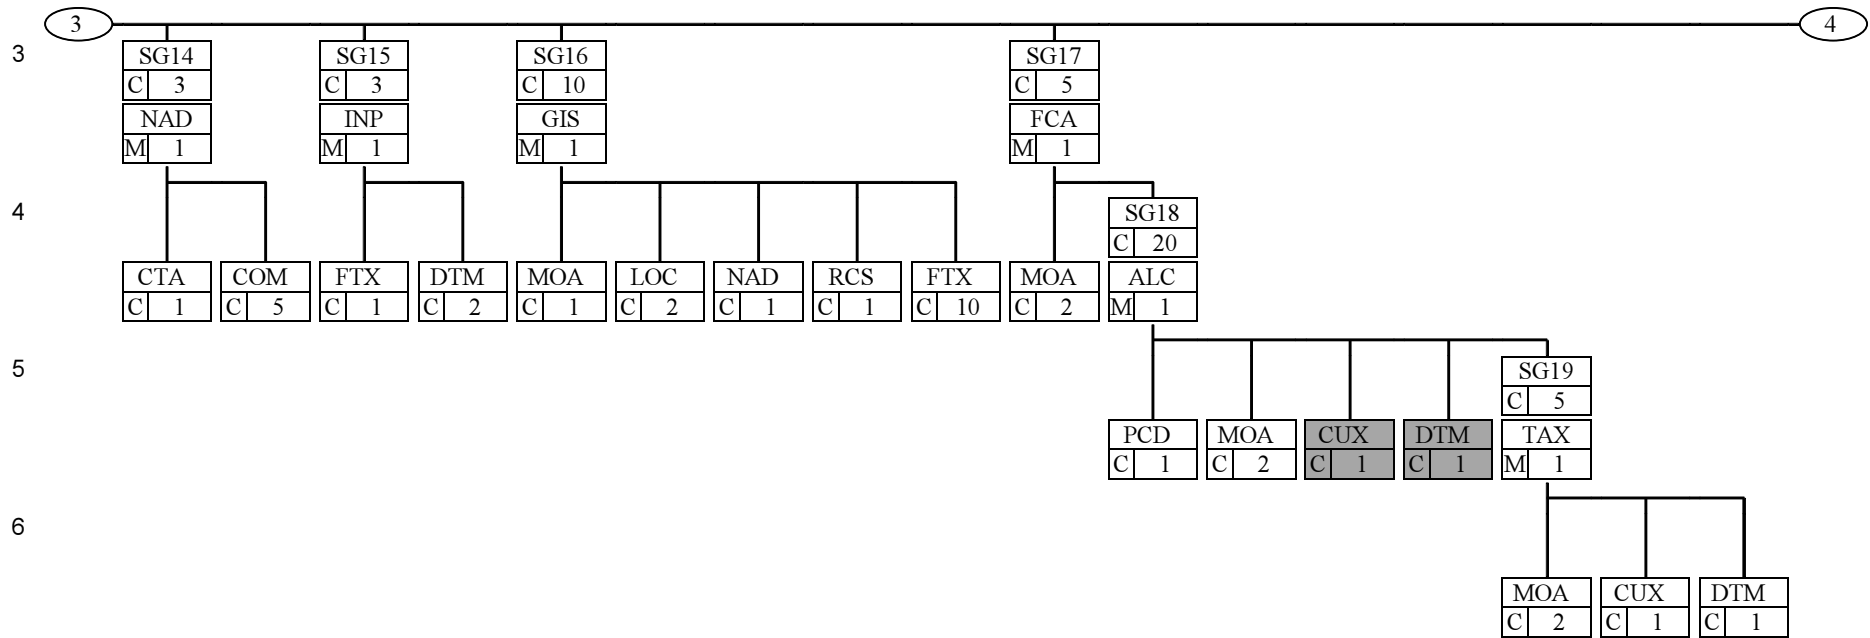 3 4
3 SG14 SG15 SG16 SG17
C 3 C 3 C 10 C 5
NAD INP GIS FCA
M 1 M 1 M 1 M 1
4 SG18
C 20
CTA COM FTX DTM MOA LOC NAD RCS FTX MOA ALC
C 1 C 5 C 1 C 2 C 1 C 2 C 1 C 1 C 10 C 2 M 1
5 SG19
C 5
PCD MOA CUX DTM TAX
C 1 C 2 C 1 C 1 M 1
6
MOA CUX DTM
C 2 C 1 C 1